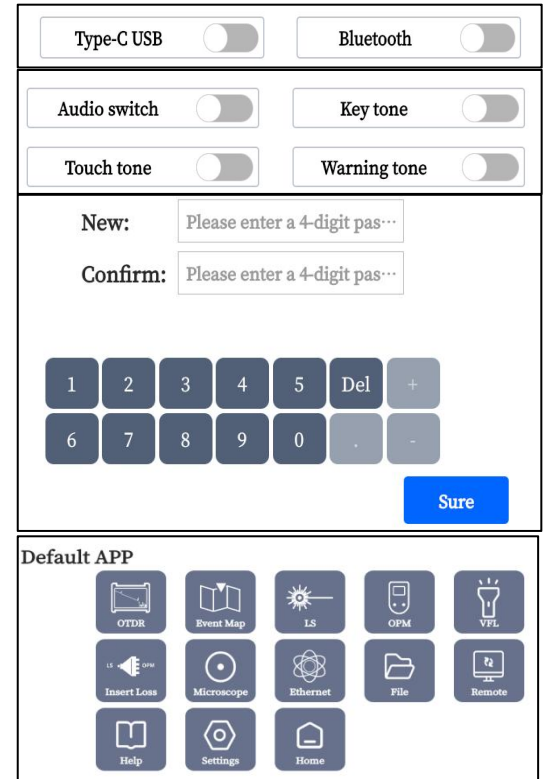 Type-C USB Bluetooth
Audio switch Key tone
Touch tone Warning tone
New: Please enter a 4-digit pas···
Confirm: Please enter a 4-digit pas···
1 2 3 4 5 Del +
6 7 8 9 0 . -
Sure
Default APP
OTDR Event Map LS OPM VFL
LS OPM
Insert Loss Microscope Ethernet File Remote
Help Settings Home